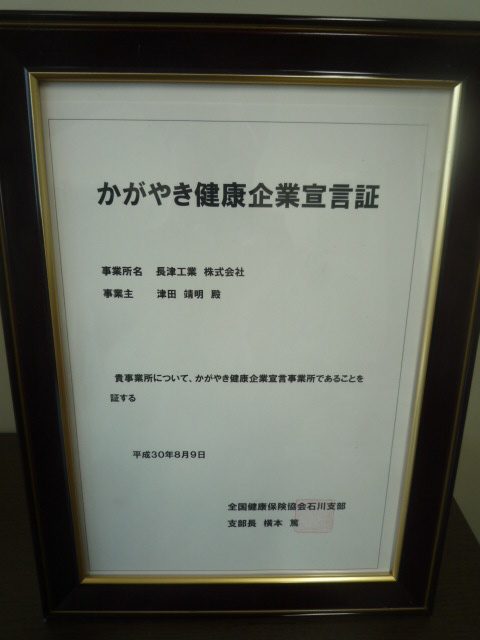 かがやき健康企業宣言証
事業所名 長津工業 株式会社
事業主 津田 靖明 殿
貴事業所について、かがやき健康企業宣言事業所であることを
証する
平成30年8月9日
全国健康保険協会石川支部
支部長 横本 篤